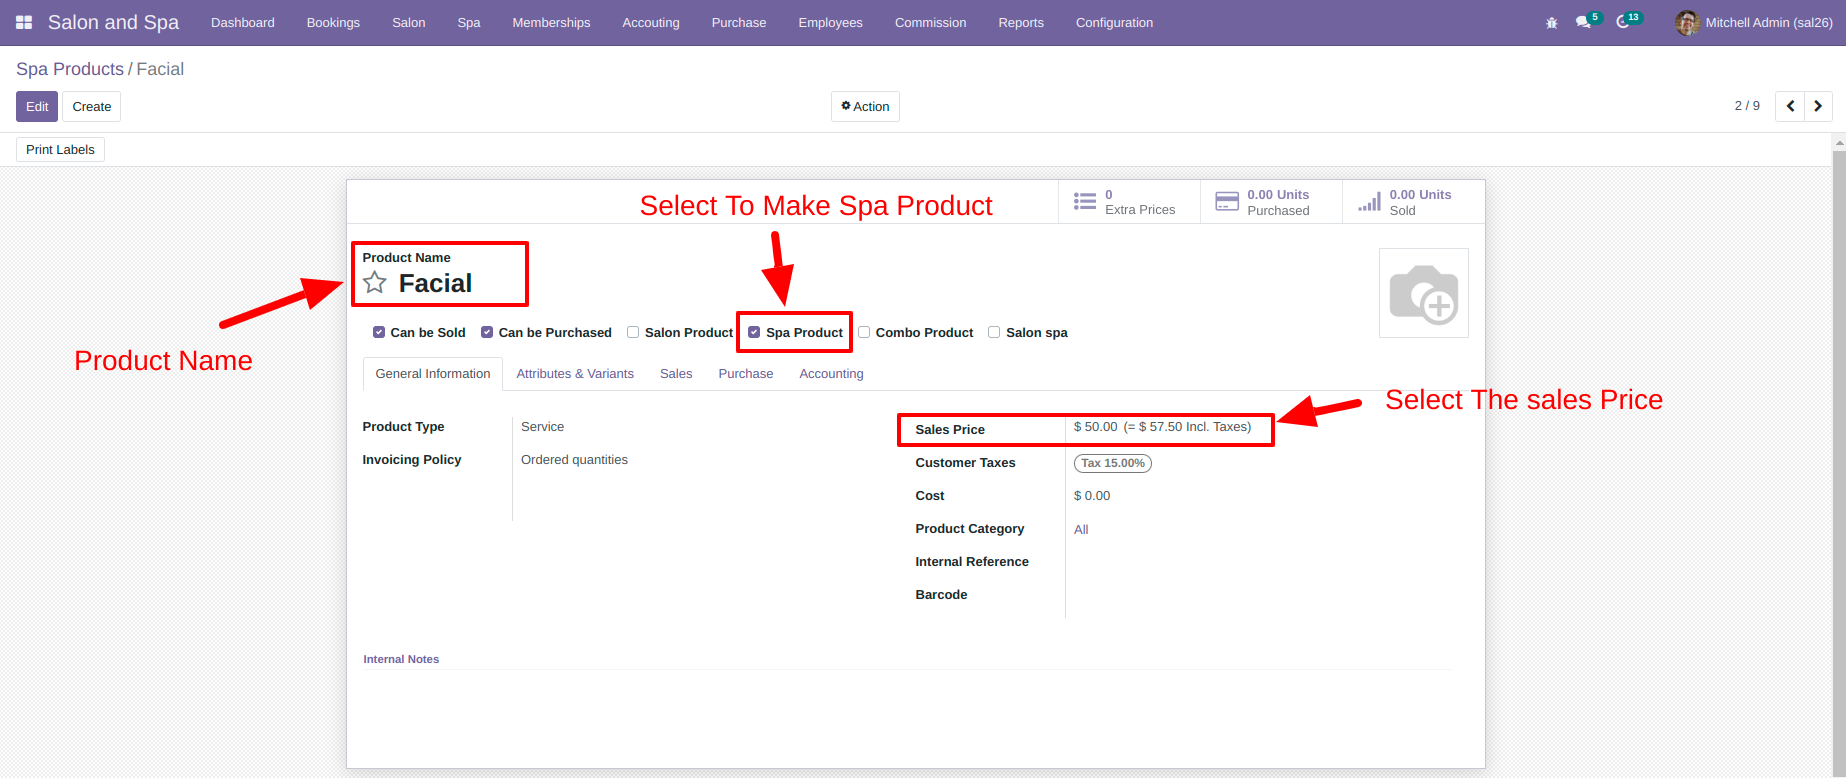 Salon and Spa Dashboard Bookings Salon Spa Memberships Accouting Purchase Employees Commission Reports Configuration 5 13 Mitchell Admin (sal26)
Spa Products / Facial
Edit Create Action 2 / 9
Print Labels
Select To Make Spa Product
0 Extra Prices
0.00 Units Purchased
0.00 Units Sold
Product Name
Facial
Product Name
Can be Sold Can be Purchased Salon Product Spa Product Combo Product Salon spa
General Information Attributes & Variants Sales Purchase Accounting
Select The sales Price
Product Type Service
Invoicing Policy Ordered quantities
Sales Price $ 50.00 (= $ 57.50 Incl. Taxes)
Customer Taxes Tax 15.00%
Cost $ 0.00
Product Category All
Internal Reference
Barcode
Internal Notes